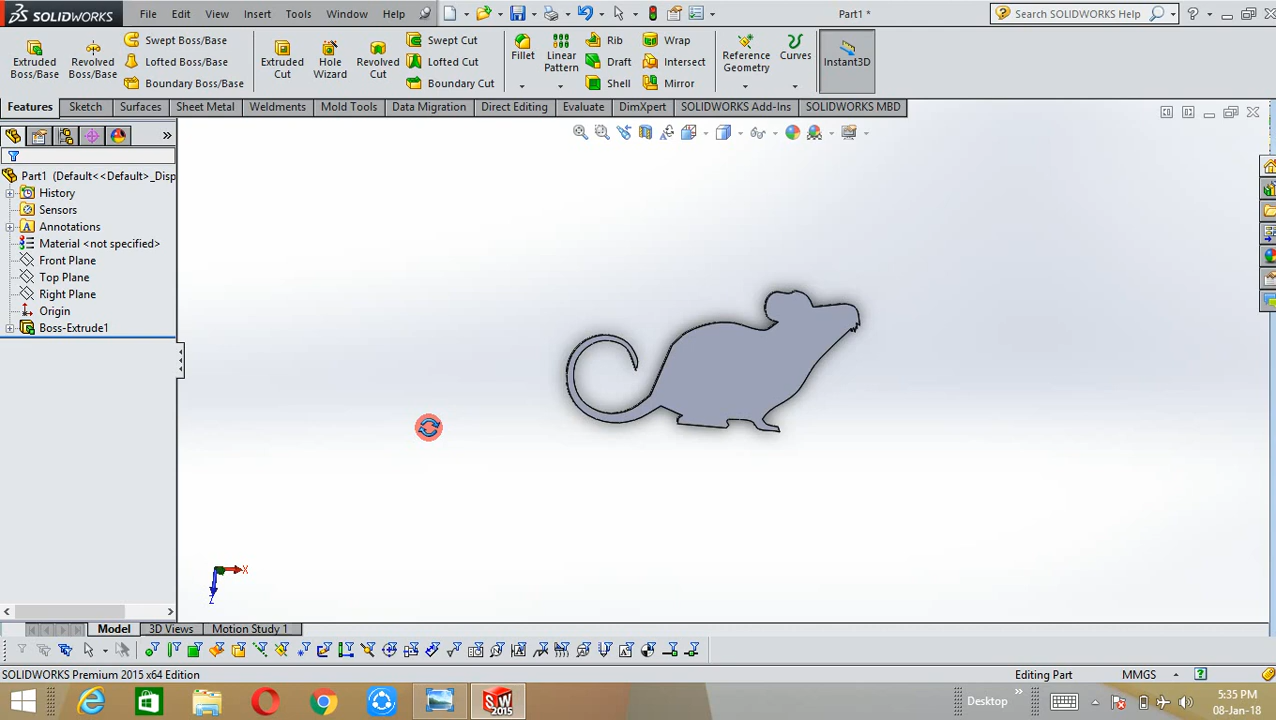 SOLIDWORKS File Edit View Insert Tools Window Help Part1 * Search SOLIDWORKS Help
Extruded Boss/Base
Revolved Boss/Base
Swept Boss/Base
Lofted Boss/Base
Boundary Boss/Base
Extruded Cut
Hole Wizard
Revolved Cut
Swept Cut
Lofted Cut
Boundary Cut
Fillet
Linear Pattern
Rib
Draft
Shell
Wrap
Intersect
Mirror
Reference Geometry
Curves
Instant3D
Features Sketch Surfaces Sheet Metal Weldments Mold Tools Data Migration Direct Editing Evaluate DimXpert SOLIDWORKS Add-Ins SOLIDWORKS MBD
Part1 (Default<<Default>_Disp
History
Sensors
Annotations
Material <not specified>
Front Plane
Top Plane
Right Plane
Origin
Boss-Extrude1
X
Z
Model 3D Views Motion Study 1
SOLIDWORKS Premium 2015 x64 Edition Editing Part MMGS
SW 2015
Desktop
5:35 PM
08-Jan-18